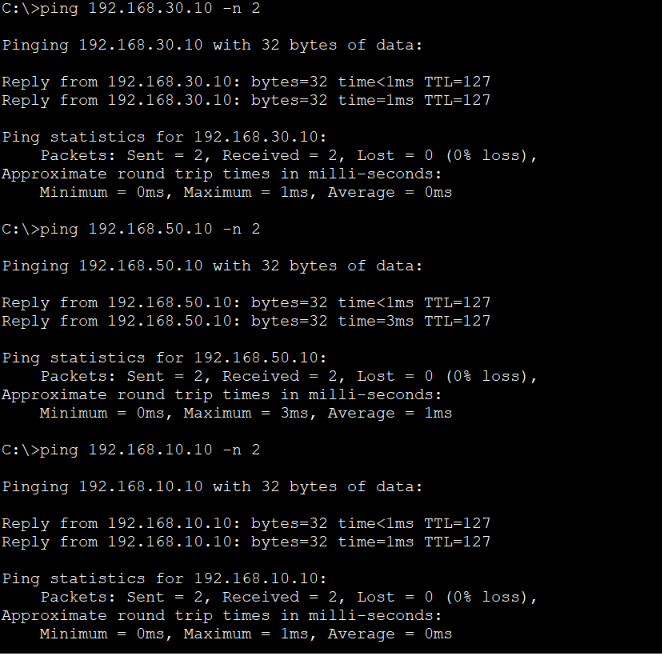 C:\>ping 192.168.30.10 -n 2
Pinging 192.168.30.10 with 32 bytes of data:
Reply from 192.168.30.10: bytes=32 time<1ms TTL=127
Reply from 192.168.30.10: bytes=32 time=1ms TTL=127
Ping statistics for 192.168.30.10:
    Packets: Sent = 2, Received = 2, Lost = 0 (0% loss),
Approximate round trip times in milli-seconds:
    Minimum = 0ms, Maximum = 1ms, Average = 0ms
C:\>ping 192.168.50.10 -n 2
Pinging 192.168.50.10 with 32 bytes of data:
Reply from 192.168.50.10: bytes=32 time<1ms TTL=127
Reply from 192.168.50.10: bytes=32 time=3ms TTL=127
Ping statistics for 192.168.50.10:
    Packets: Sent = 2, Received = 2, Lost = 0 (0% loss),
Approximate round trip times in milli-seconds:
    Minimum = 0ms, Maximum = 3ms, Average = 1ms
C:\>ping 192.168.10.10 -n 2
Pinging 192.168.10.10 with 32 bytes of data:
Reply from 192.168.10.10: bytes=32 time<1ms TTL=127
Reply from 192.168.10.10: bytes=32 time=1ms TTL=127
Ping statistics for 192.168.10.10:
    Packets: Sent = 2, Received = 2, Lost = 0 (0% loss),
Approximate round trip times in milli-seconds:
    Minimum = 0ms, Maximum = 1ms, Average = 0ms